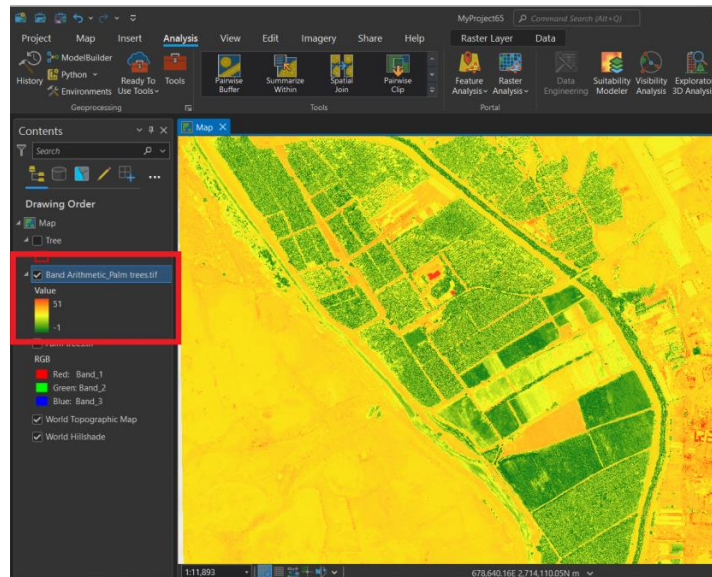 MyProject65 Command Search (Alt+Q)
Project Map Insert Analysis View Edit Imagery Share Help Raster Layer Data
History
ModelBuilder
Python
Environments
Ready To Use Tools
Tools
Pairwise Buffer
Summarize Within
Spatial Join
Pairwise Clip
Feature Analysis
Raster Analysis
Data Engineering
Suitability Modeler
Visibility Analysis
Explorator
3D Analysi
Geoprocessing Tools Portal
Contents
Map
Search
Drawing Order
Map
Tree
Band Arithmetic_Palm trees.tif
Value
51
-1
RGB
Red: Band_1
Green: Band_2
Blue: Band_3
World Topographic Map
World Hillshade
1:11,893
678,640.16E 2,714,110.05N m